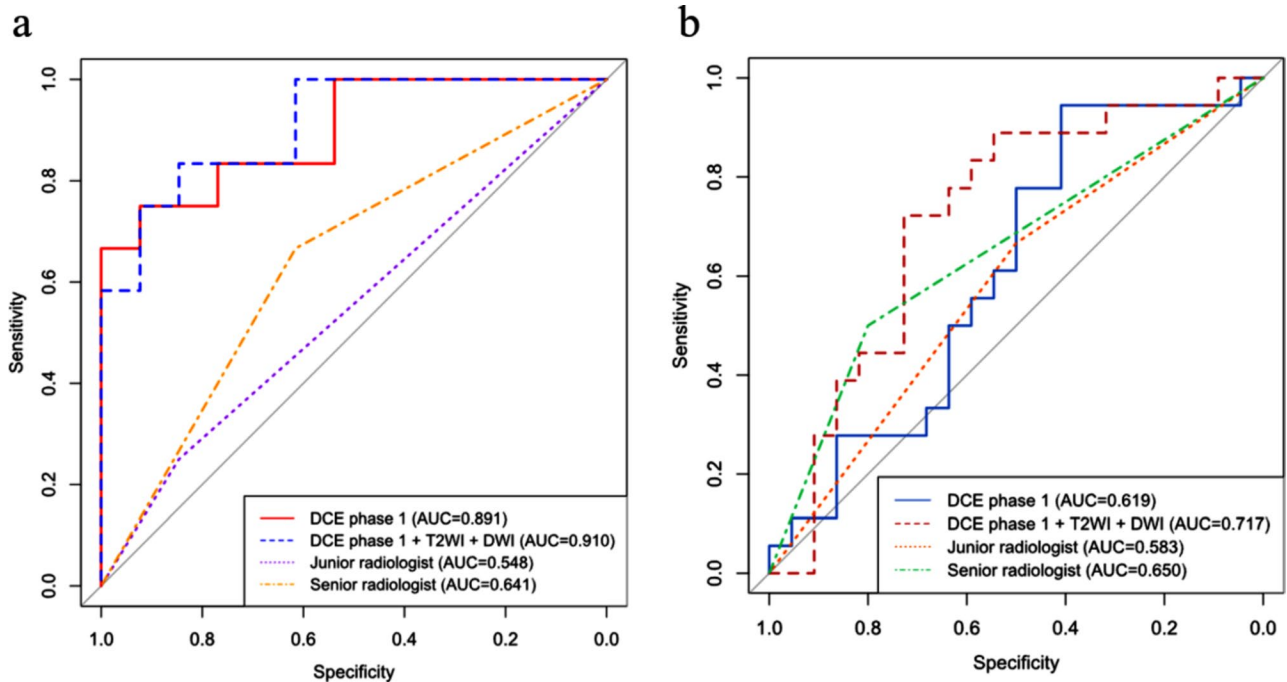 a
1.0
0.8
0.6
0.4
0.2
0.0
Sensitivity
1.0 0.8 0.6 0.4 0.2 0.0
Specificity
DCE phase 1 (AUC=0.891)
DCE phase 1 + T2WI + DWI (AUC=0.910)
Junior radiologist (AUC=0.548)
Senior radiologist (AUC=0.641)
b
1.0
0.8
0.6
0.4
0.2
0.0
Sensitivity
1.0 0.8 0.6 0.4 0.2 0.0
Specificity
DCE phase 1 (AUC=0.619)
DCE phase 1 + T2WI + DWI (AUC=0.717)
Junior radiologist (AUC=0.583)
Senior radiologist (AUC=0.650)